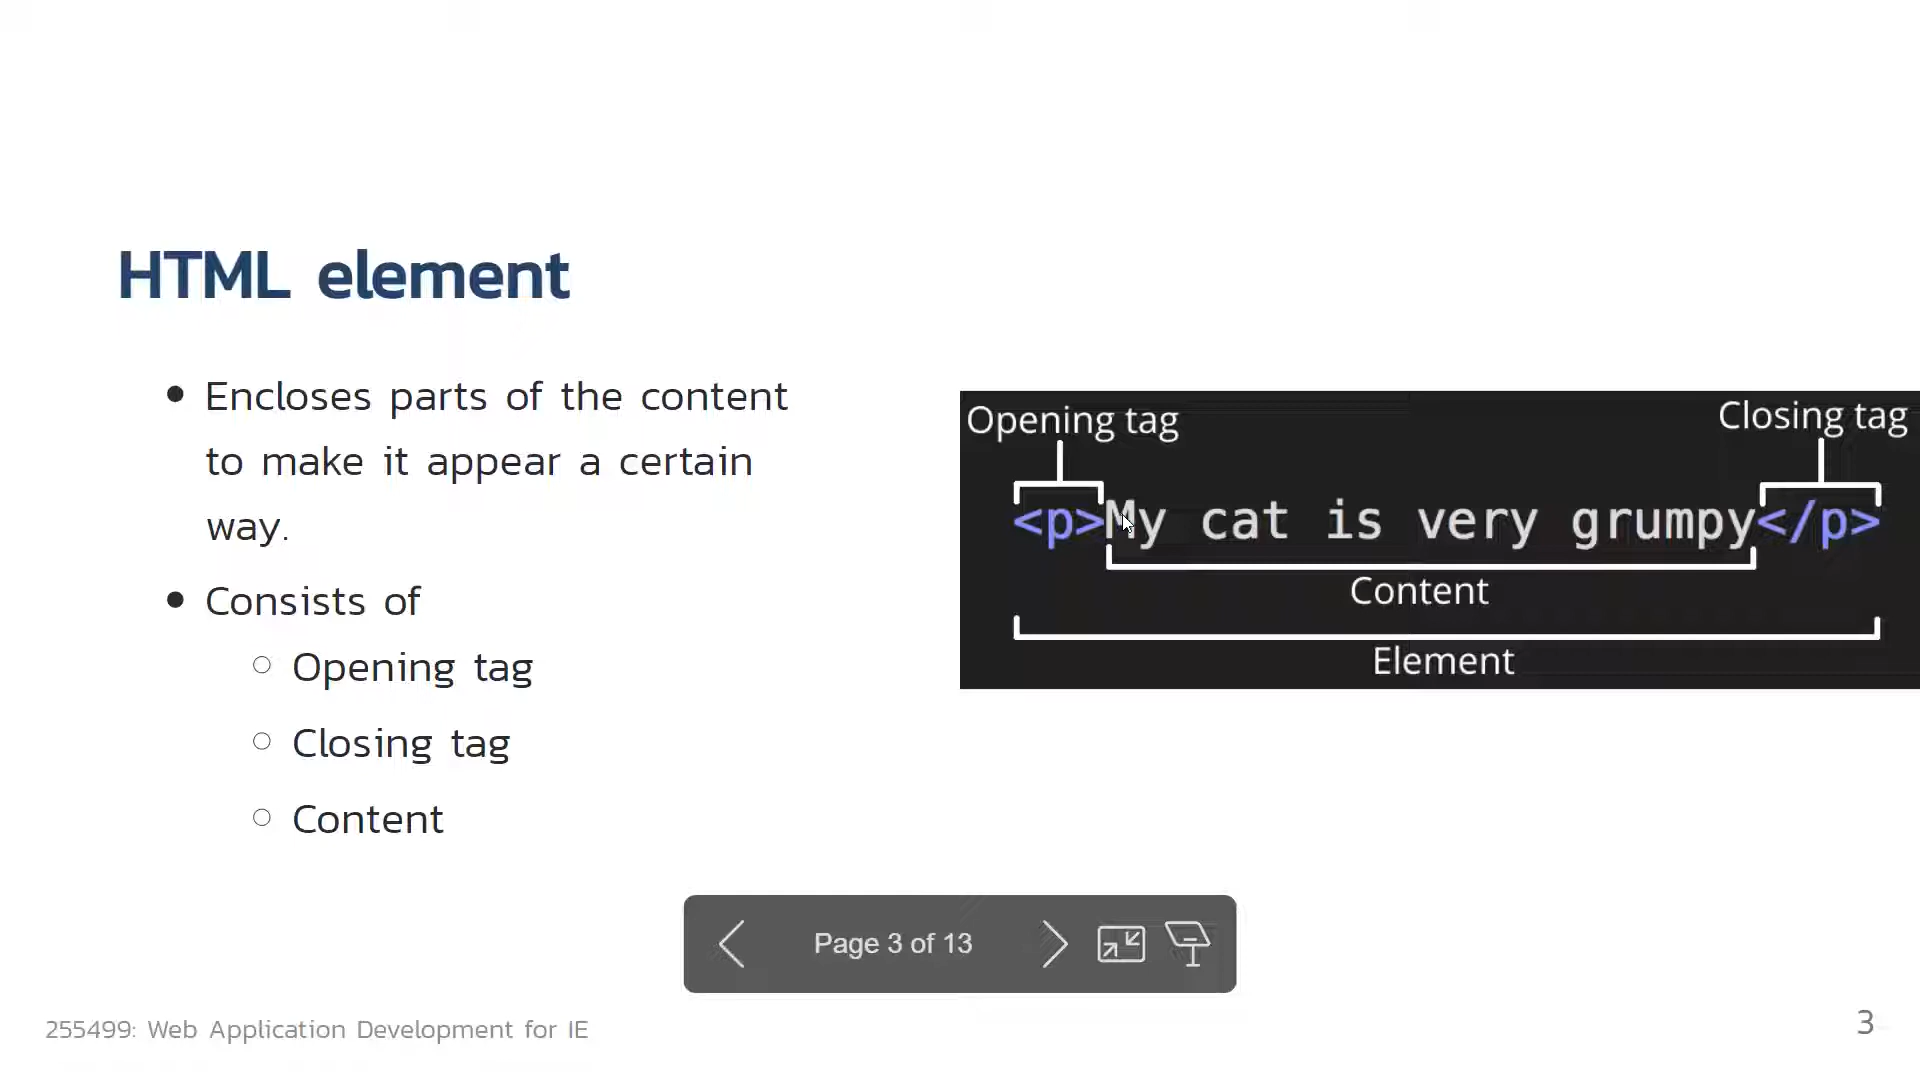 HTML element
Encloses parts of the content
to make it appear a certain
way.
Consists of
Opening tag
Closing tag
Content
Opening tag
Closing tag
<p>My cat is very grumpy</p>
Content
Element
Page 3 of 13
255499: Web Application Development for IE
3